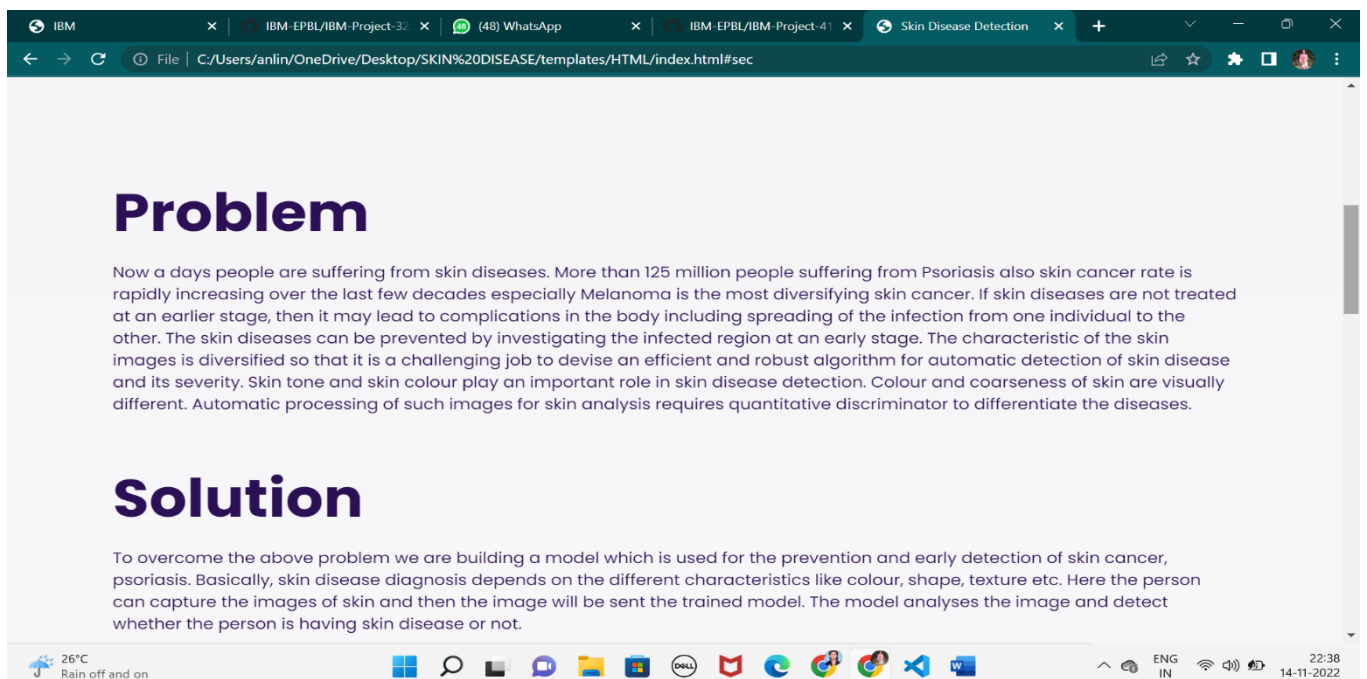 IBM
IBM-EPBL/IBM-Project-32
(48) WhatsApp
IBM-EPBL/IBM-Project-41
Skin Disease Detection
File
C:/Users/anlin/OneDrive/Desktop/SKIN%20DISEASE/templates/HTML/index.html#sec
Problem
Now a days people are suffering from skin diseases. More than 125 million people suffering from Psoriasis also skin cancer rate is
rapidly increasing over the last few decades especially Melanoma is the most diversifying skin cancer. If skin diseases are not treated
at an earlier stage, then it may lead to complications in the body including spreading of the infection from one individual to the
other. The skin diseases can be prevented by investigating the infected region at an early stage. The characteristic of the skin
images is diversified so that it is a challenging job to devise an efficient and robust algorithm for automatic detection of skin disease
and its severity. Skin tone and skin colour play an important role in skin disease detection. Colour and coarseness of skin are visually
different. Automatic processing of such images for skin analysis requires quantitative discriminator to differentiate the diseases.
Solution
To overcome the above problem we are building a model which is used for the prevention and early detection of skin cancer,
psoriasis. Basically, skin disease diagnosis depends on the different characteristics like colour, shape, texture etc. Here the person
can capture the images of skin and then the image will be sent the trained model. The model analyses the image and detect
whether the person is having skin disease or not.
26°C
Rain off and on
DELL
ENG
IN
22:38
14-11-2022